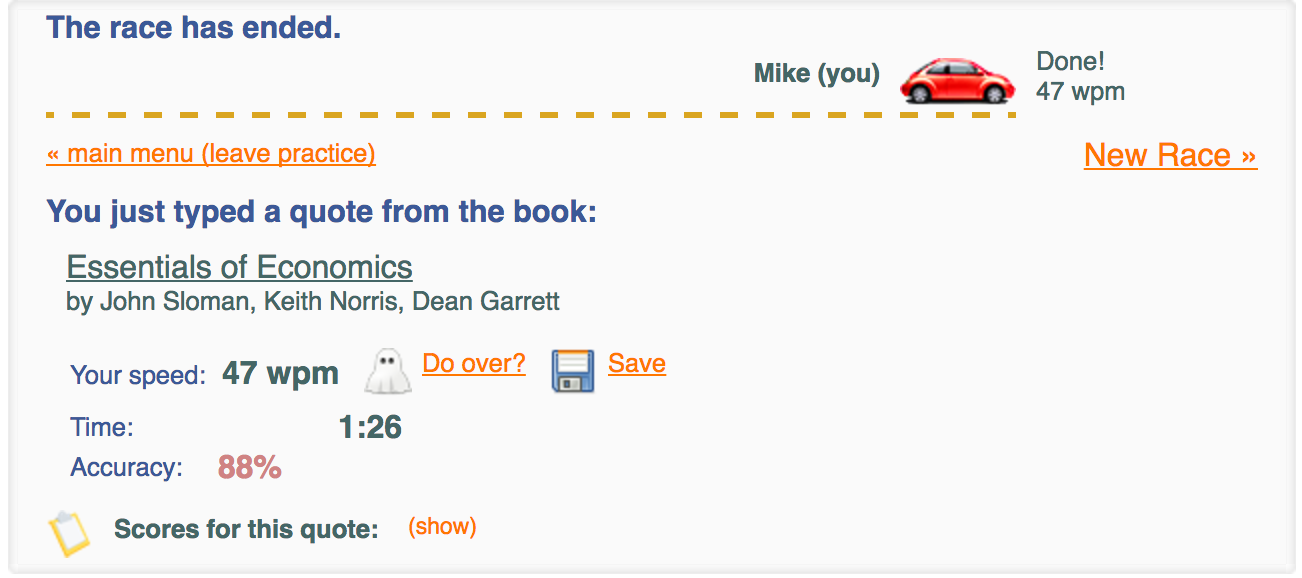 The race has ended.
Mike (you)
Done!
47 wpm
« main menu (leave practice)
New Race »
You just typed a quote from the book:
Essentials of Economics
by John Sloman, Keith Norris, Dean Garrett
Your speed: 47 wpm Do over? Save
Time: 1:26
Accuracy: 88%
Scores for this quote: (show)